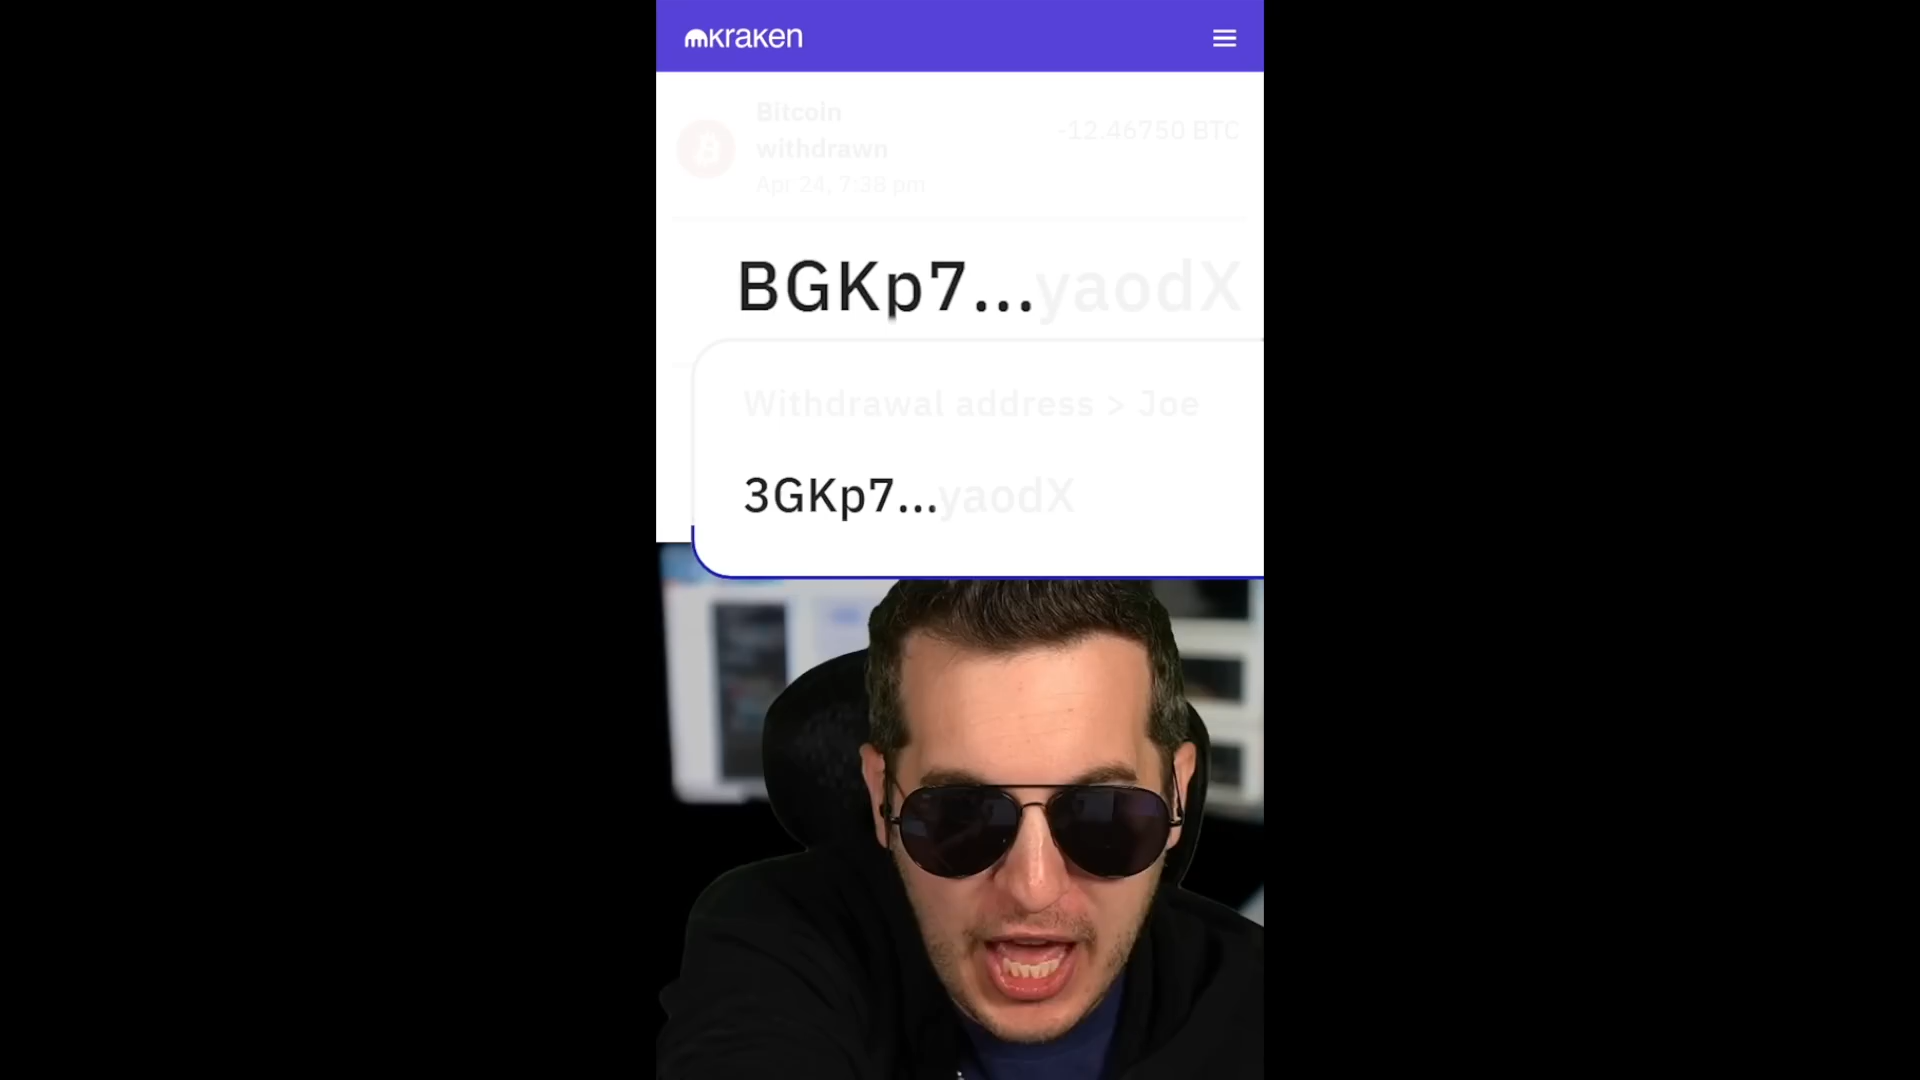 kraken
Bitcoin
withdrawn
-12.46750 BTC
Apr 24, 7:38 pm
BGKp7...yaodX
Withdrawal address > Joe
3GKp7...yaodX